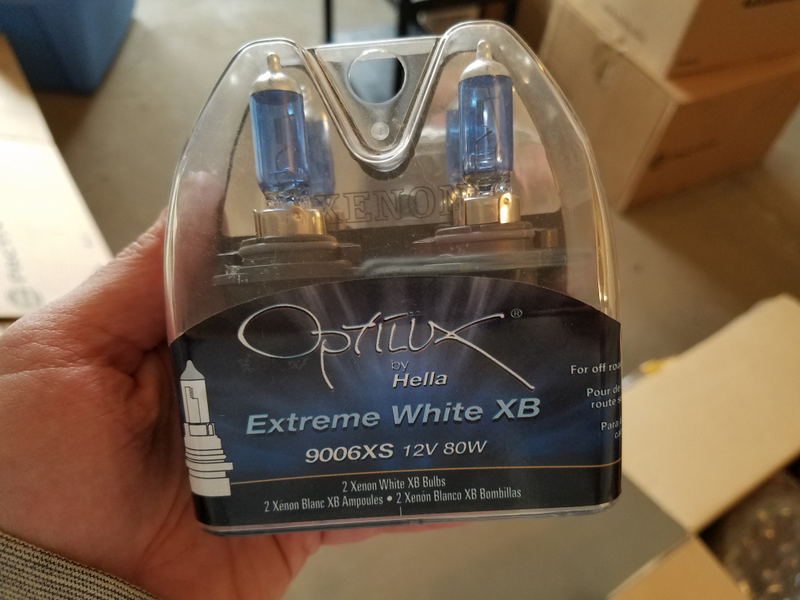 XENON
Optilux®
by
Hella
Extreme White XB
9006XS 12V 80W
For off
Pour de
route
Para
2 Xenon White XB Bulbs
2 Xénon Blanc XB Ampoules • 2 Xenón Blanco XB Bombillas